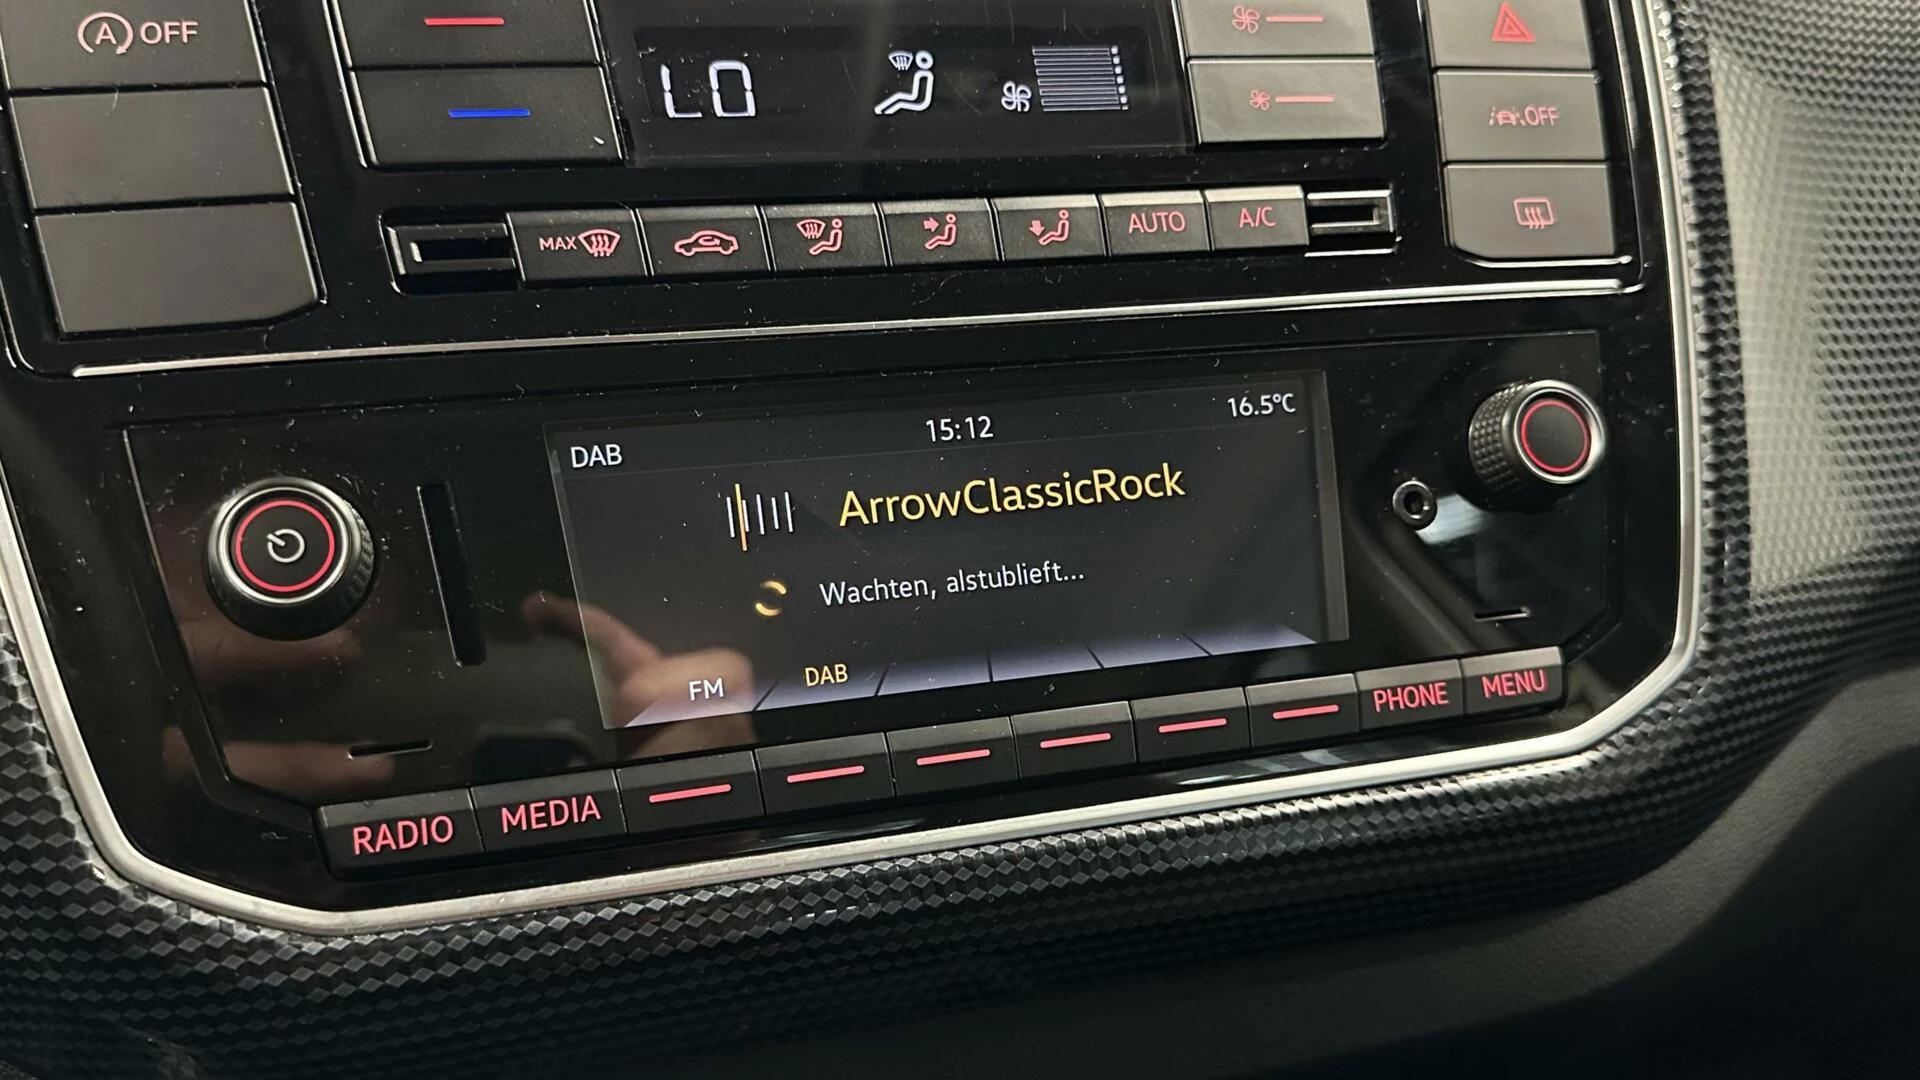 OFF
LO
OFF
MAX
AUTO
A/C
DAB
15:12
16.5°C
ArrowClassicRock
Wachten, alstublieft...
FM
DAB
RADIO
MEDIA
PHONE
MENU